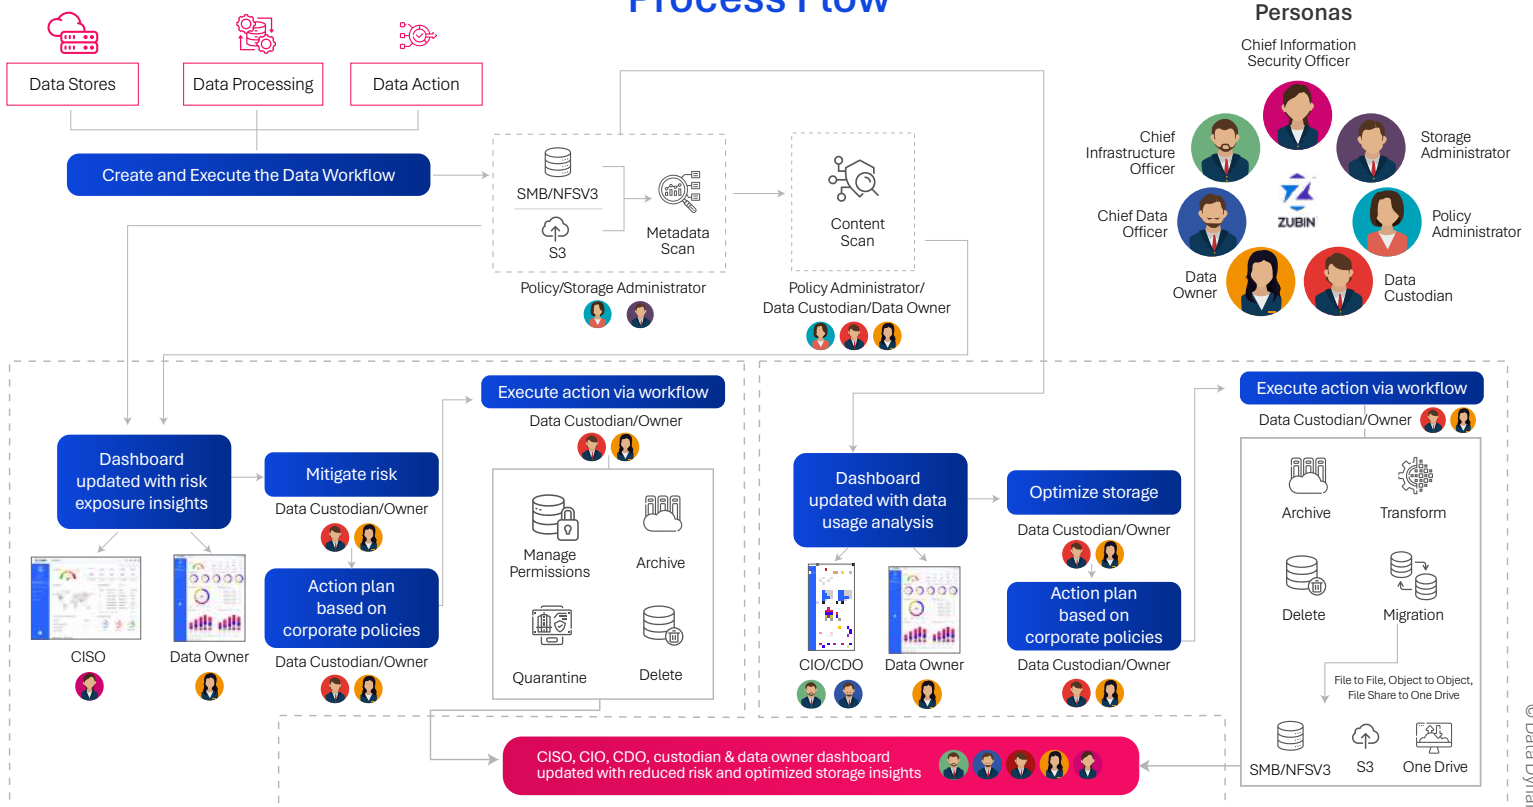 Process Flow
Data Stores
Data Processing
Data Action
Create and Execute the Data Workflow
SMB/NFSV3
S3
Metadata
Scan
Policy/Storage Administrator
Content
Scan
Policy Administrator/
Data Custodian/Data Owner
Personas
Chief Information
Security Officer
Chief
Infrastructure
Officer
Storage
Administrator
Chief Data
Officer
ZUBIN
Policy
Administrator
Data
Owner
Data
Custodian
Dashboard
updated with risk
exposure insights
CISO
Data Owner
Mitigate risk
Data Custodian/Owner
Action plan
based on
corporate policies
Data Custodian/Owner
Execute action via workflow
Data Custodian/Owner
Manage
Permissions
Archive
Quarantine
Delete
Dashboard
updated with data
usage analysis
CIO/CDO
Data Owner
Optimize storage
Data Custodian/Owner
Action plan
based on
corporate policies
Data Custodian/Owner
Execute action via workflow
Data Custodian/Owner
Archive
Transform
Delete
Migration
File to File, Object to Object,
File Share to One Drive
SMB/NFSV3
S3
One Drive
CISO, CIO, CDO, custodian & data owner dashboard
updated with reduced risk and optimized storage insights
© Data